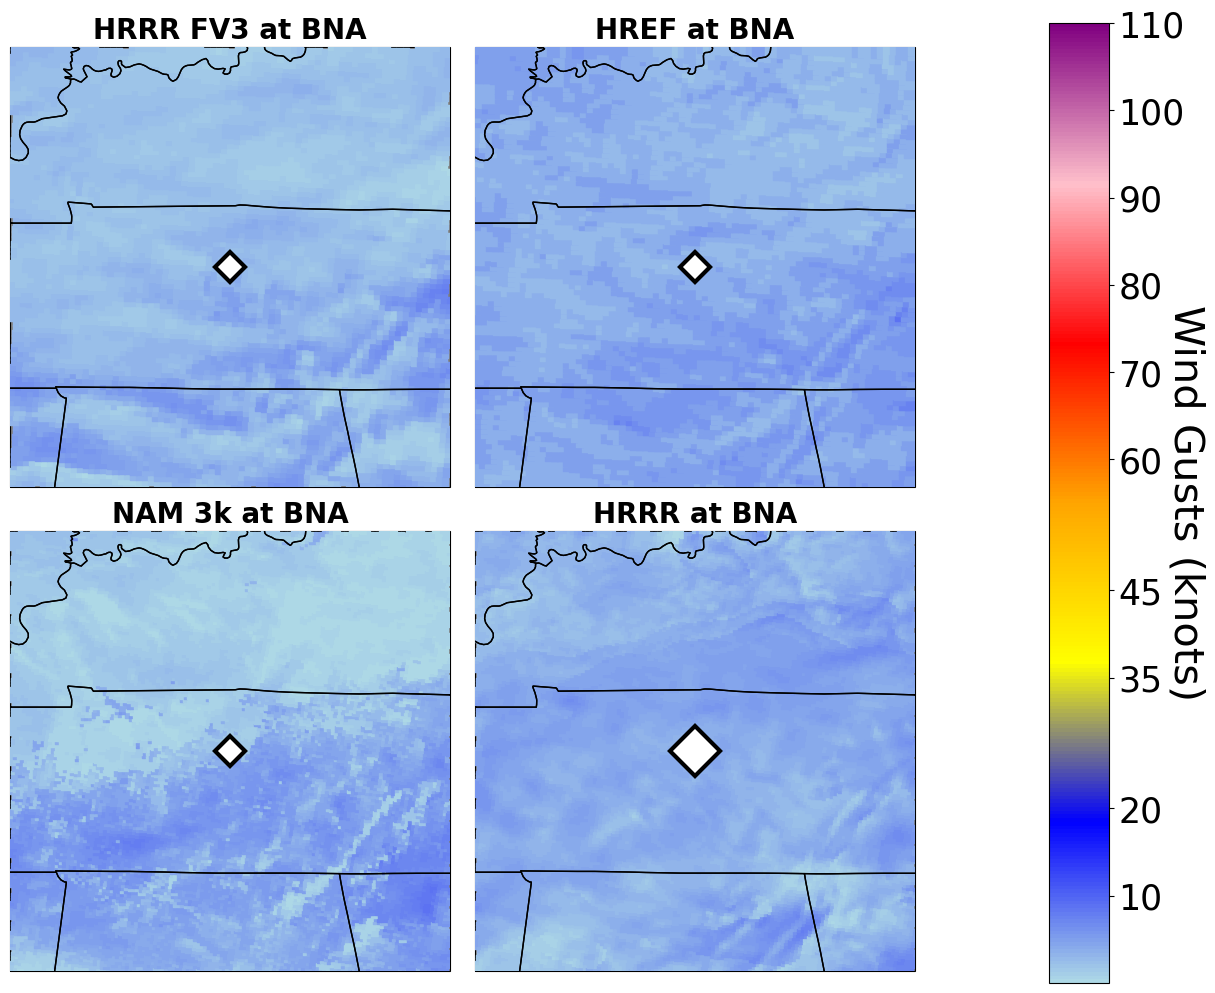 HRRR FV3 at BNA
HREF at BNA
NAM 3k at BNA
HRRR at BNA
110
100
90
80
70
60
45
35
20
10
Wind Gusts (knots)